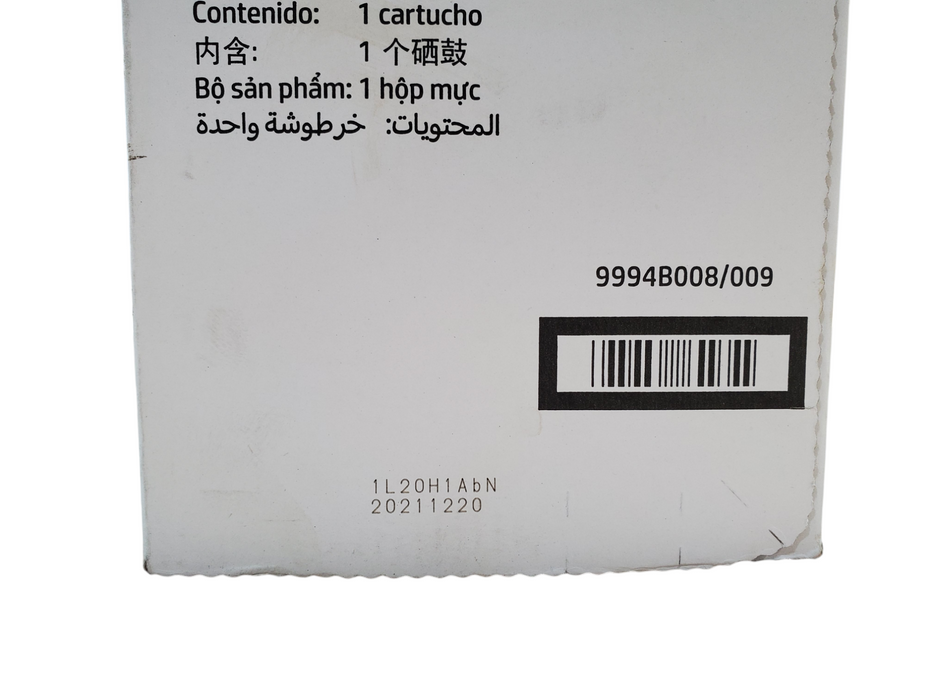 Contenido: 1 cartucho
内含: 1 个硒鼓
Bộ sản phẩm: 1 hộp mực
المحتويات: خرطوشة واحدة
9994B008/009
1L20H1AbN
20211220